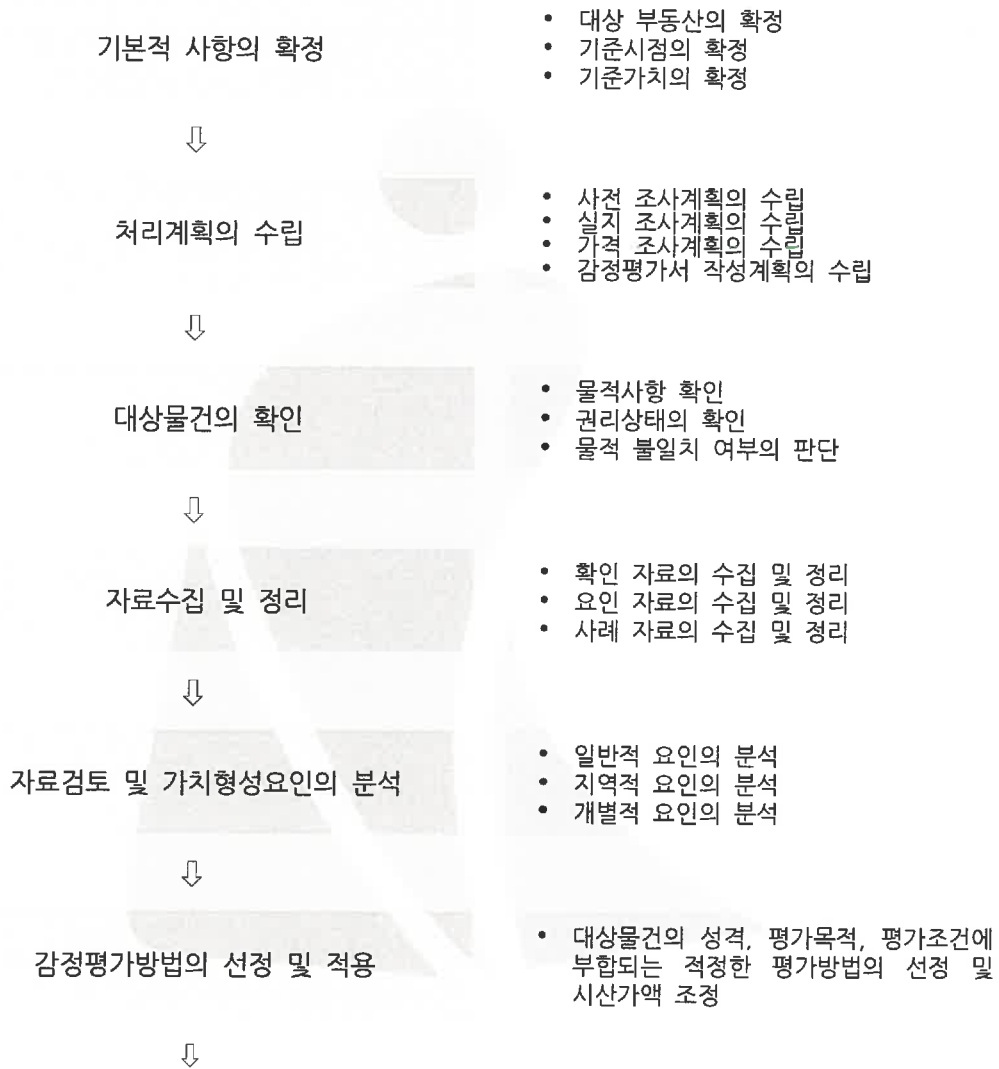 기본적 사항의 확정
• 대상 부동산의 확정
• 기준시점의 확정
• 기준가치의 확정
⇩
처리계획의 수립
• 사전 조사계획의 수립
• 실지 조사계획의 수립
• 가격 조사계획의 수립
• 감정평가서 작성계획의 수립
⇩
대상물건의 확인
• 물적사항 확인
• 권리상태의 확인
• 물적 불일치 여부의 판단
⇩
자료수집 및 정리
• 확인 자료의 수집 및 정리
• 요인 자료의 수집 및 정리
• 사례 자료의 수집 및 정리
⇩
자료검토 및 가치형성요인의 분석
• 일반적 요인의 분석
• 지역적 요인의 분석
• 개별적 요인의 분석
⇩
감정평가방법의 선정 및 적용
• 대상물건의 성격, 평가목적, 평가조건에
부합되는 적정한 평가방법의 선정 및
시산가액 조정
⇩